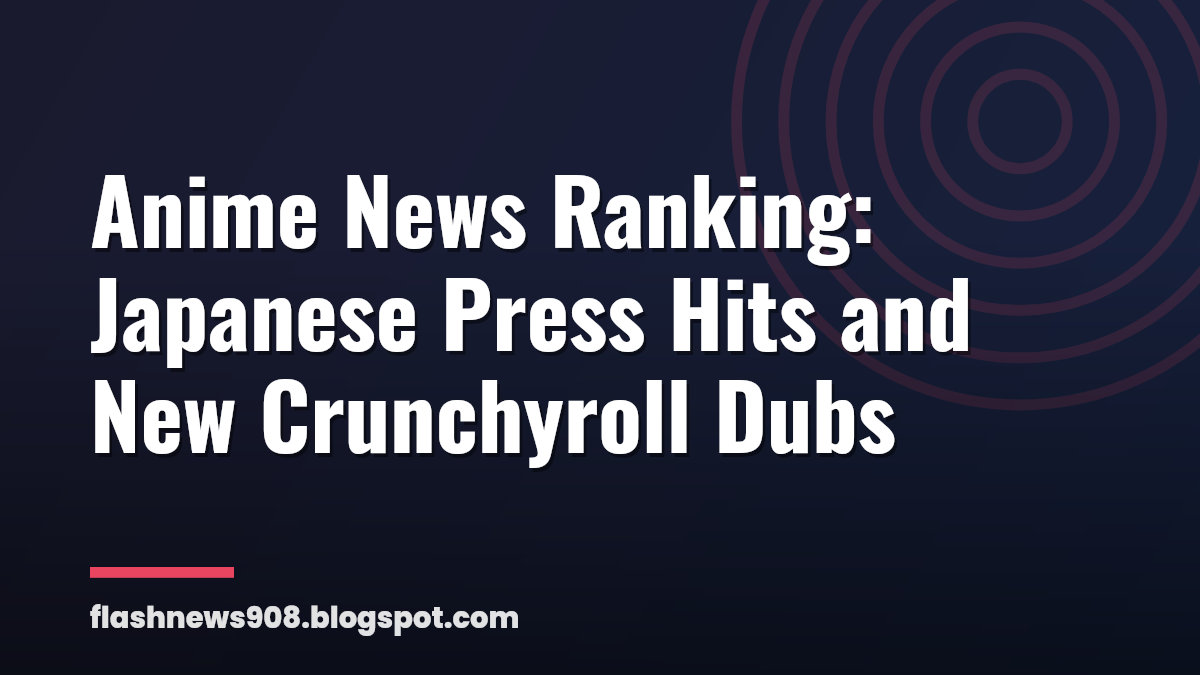 Anime News Ranking:
Japanese Press Hits and
New Crunchyroll Dubs
flashnews908.blogspot.com